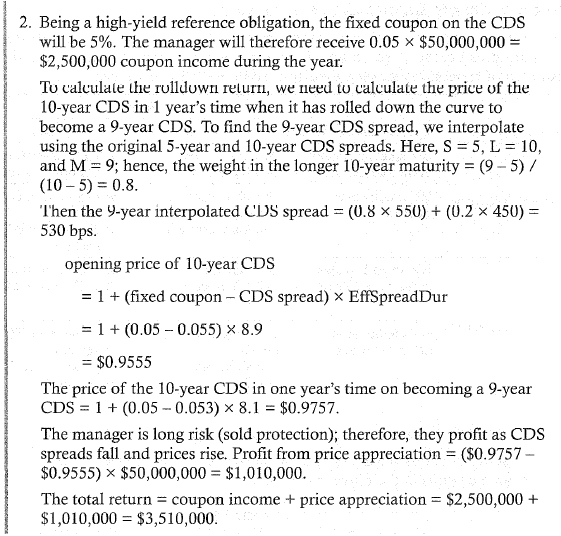 2. Being a high-yield reference obligation, the fixed coupon on the CDS
will be 5%. The manager will therefore receive 0.05 × $50,000,000 =
$2,500,000 coupon income during the year.
To calculate the rolldown return, we need to calculate the price of the
10-year CDS in 1 year's time when it has rolled down the curve to
become a 9-year CDS. To find the 9-year CDS spread, we interpolate
using the original 5-year and 10-year CDS spreads. Here, S = 5, L = 10,
and M = 9; hence, the weight in the longer 10-year maturity = (9 – 5) /
(10 – 5) = 0.8.
Then the 9-year interpolated CDS spread = (0.8 × 550) + (0.2 × 450) =
530 bps.
opening price of 10-year CDS
= 1 + (fixed coupon – CDS spread) × EffSpreadDur
= 1 + (0.05 – 0.055) × 8.9
= $0.9555
The price of the 10-year CDS in one year's time on becoming a 9-year
CDS = 1 + (0.05 – 0.053) × 8.1 = $0.9757.
The manager is long risk (sold protection); therefore, they profit as CDS
spreads fall and prices rise. Profit from price appreciation = ($0.9757 –
$0.9555) × $50,000,000 = $1,010,000.
The total return = coupon income + price appreciation = $2,500,000 +
$1,010,000 = $3,510,000.